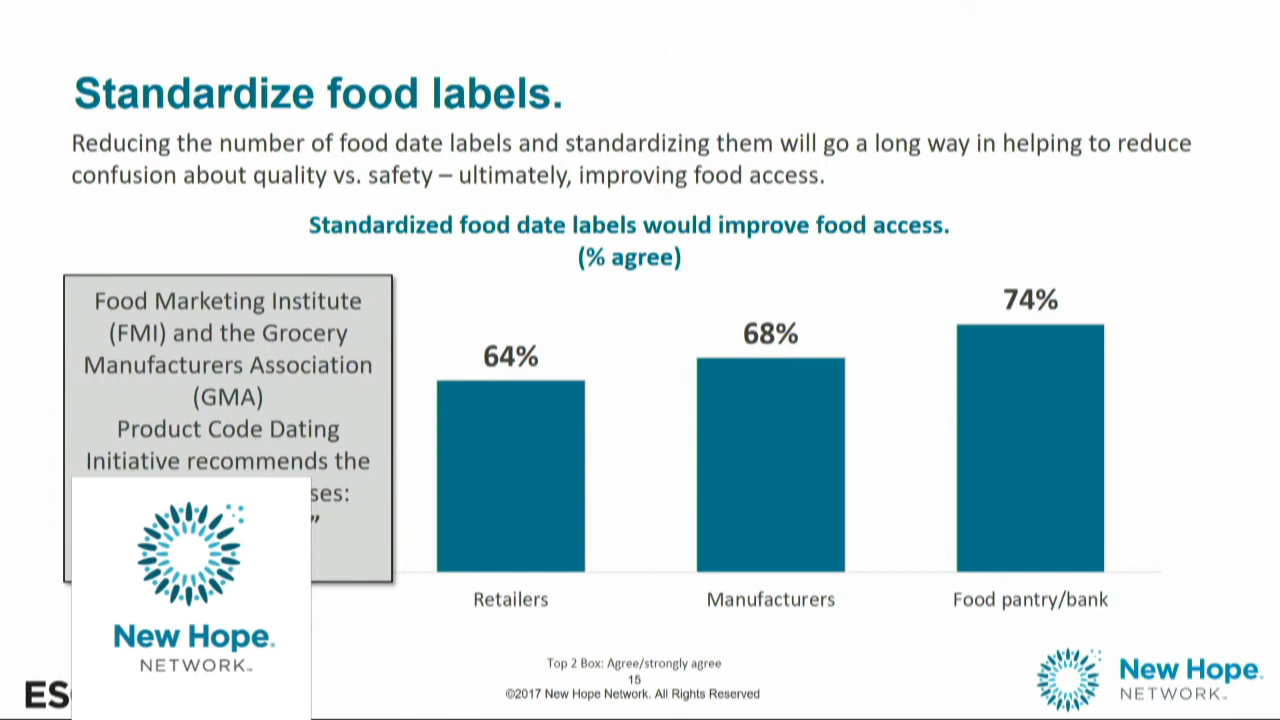 Standardize food labels.
Reducing the number of food date labels and standardizing them will go a long way in helping to reduce
confusion about quality vs. safety – ultimately, improving food access.
Standardized food date labels would improve food access.
(% agree)
Food Marketing Institute
(FMI) and the Grocery
Manufacturers Association
(GMA)
Product Code Dating
Initiative recommends the
ses:
”
64%
68%
74%
Retailers
Manufacturers
Food pantry/bank
New Hope.
NETWORK™
Top 2 Box: Agree/strongly agree
15
©2017 New Hope Network. All Rights Reserved
ES
New Hope.
NETWORK™